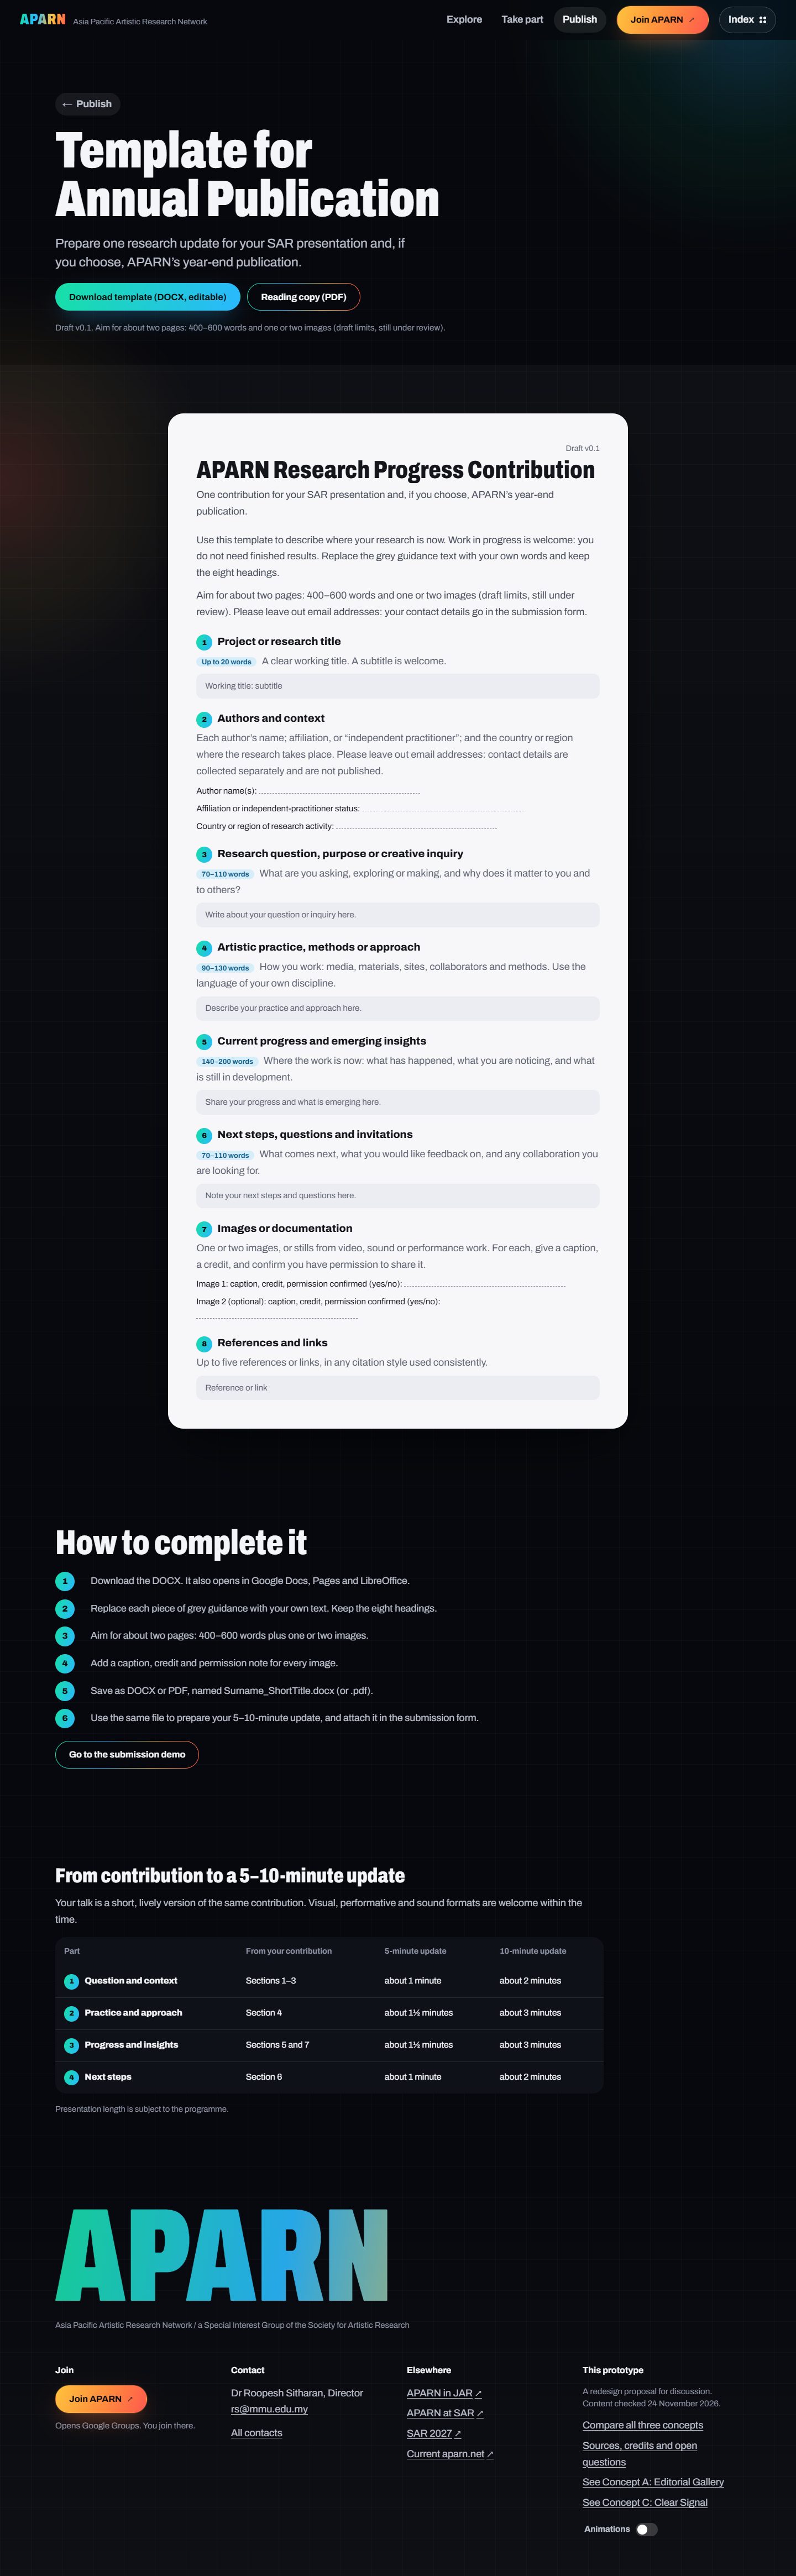 APARN Asia Pacific Artistic Research Network
Explore Take part Publish Join APARN ↗ Index
← Publish
Template for
Annual Publication
Prepare one research update for your SAR presentation and, if
you choose, APARN’s year-end publication.
Download template (DOCX, editable) Reading copy (PDF)
Draft v0.1. Aim for about two pages: 400–600 words and one or two images (draft limits, still under review).
Draft v0.1
APARN Research Progress Contribution
One contribution for your SAR presentation and, if you choose, APARN’s year-end
publication.
Use this template to describe where your research is now. Work in progress is welcome: you
do not need finished results. Replace the grey guidance text with your own words and keep
the eight headings.
Aim for about two pages: 400–600 words and one or two images (draft limits, still under
review). Please leave out email addresses: your contact details go in the submission form.
1 Project or research title
Up to 20 words A clear working title. A subtitle is welcome.
Working title: subtitle
2 Authors and context
Each author’s name; affiliation, or “independent practitioner”; and the country or region
where the research takes place. Please leave out email addresses: contact details are
collected separately and are not published.
Author name(s):
Affiliation or independent-practitioner status:
Country or region of research activity:
3 Research question, purpose or creative inquiry
70–110 words What are you asking, exploring or making, and why does it matter to you and
to others?
Write about your question or inquiry here.
4 Artistic practice, methods or approach
90–130 words How you work: media, materials, sites, collaborators and methods. Use the
language of your own discipline.
Describe your practice and approach here.
5 Current progress and emerging insights
140–200 words Where the work is now: what has happened, what you are noticing, and what
is still in development.
Share your progress and what is emerging here.
6 Next steps, questions and invitations
70–110 words What comes next, what you would like feedback on, and any collaboration you
are looking for.
Note your next steps and questions here.
7 Images or documentation
One or two images, or stills from video, sound or performance work. For each, give a caption,
a credit, and confirm you have permission to share it.
Image 1: caption, credit, permission confirmed (yes/no):
Image 2 (optional): caption, credit, permission confirmed (yes/no):
8 References and links
Up to five references or links, in any citation style used consistently.
Reference or link
How to complete it
1 Download the DOCX. It also opens in Google Docs, Pages and LibreOffice.
2 Replace each piece of grey guidance with your own text. Keep the eight headings.
3 Aim for about two pages: 400–600 words plus one or two images.
4 Add a caption, credit and permission note for every image.
5 Save as DOCX or PDF, named Surname_ShortTitle.docx (or .pdf).
6 Use the same file to prepare your 5–10-minute update, and attach it in the submission form.
Go to the submission demo
From contribution to a 5–10-minute update
Your talk is a short, lively version of the same contribution. Visual, performative and sound formats are welcome within the
time.
Part From your contribution 5-minute update 10-minute update
1 Question and context Sections 1–3 about 1 minute about 2 minutes
2 Practice and approach Section 4 about 1½ minutes about 3 minutes
3 Progress and insights Sections 5 and 7 about 1½ minutes about 3 minutes
4 Next steps Section 6 about 1 minute about 2 minutes
Presentation length is subject to the programme.
APARN
Asia Pacific Artistic Research Network / a Special Interest Group of the Society for Artistic Research
Join
Join APARN ↗
Opens Google Groups. You join there.
Contact
Dr Roopesh Sitharan, Director
rs@mmu.edu.my
All contacts
Elsewhere
APARN in JAR ↗
APARN at SAR ↗
SAR 2027 ↗
Current aparn.net ↗
This prototype
A redesign proposal for discussion.
Content checked 24 November 2026.
Compare all three concepts
Sources, credits and open
questions
See Concept A: Editorial Gallery
See Concept C: Clear Signal
Animations